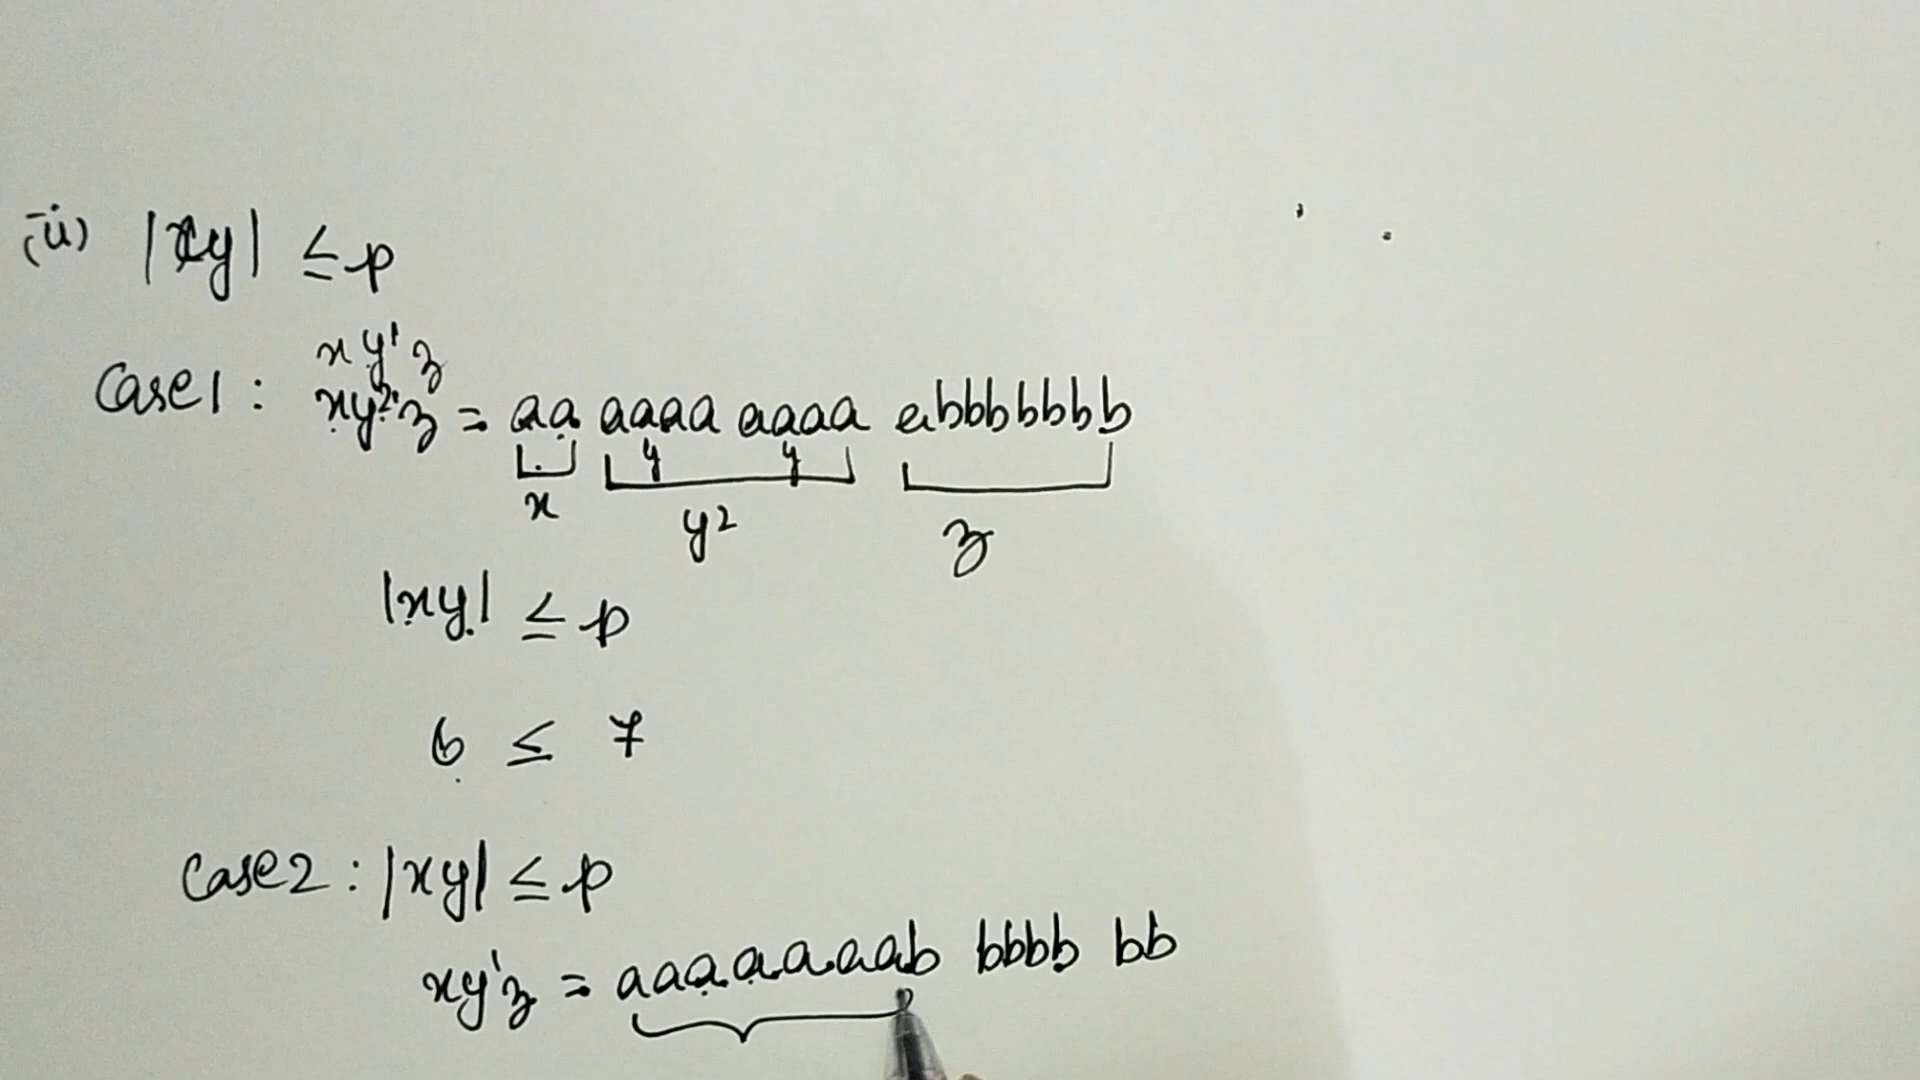 (ii) |xy| ≤ p
xy¹z
Case1 : xy²z = aa aaaa aaaa abbbbbbb
y y
x y² z
|xy| ≤ p
6 ≤ 7
Case2 : |xy| ≤ p
xy¹z = aaaaaaab bbbb bb